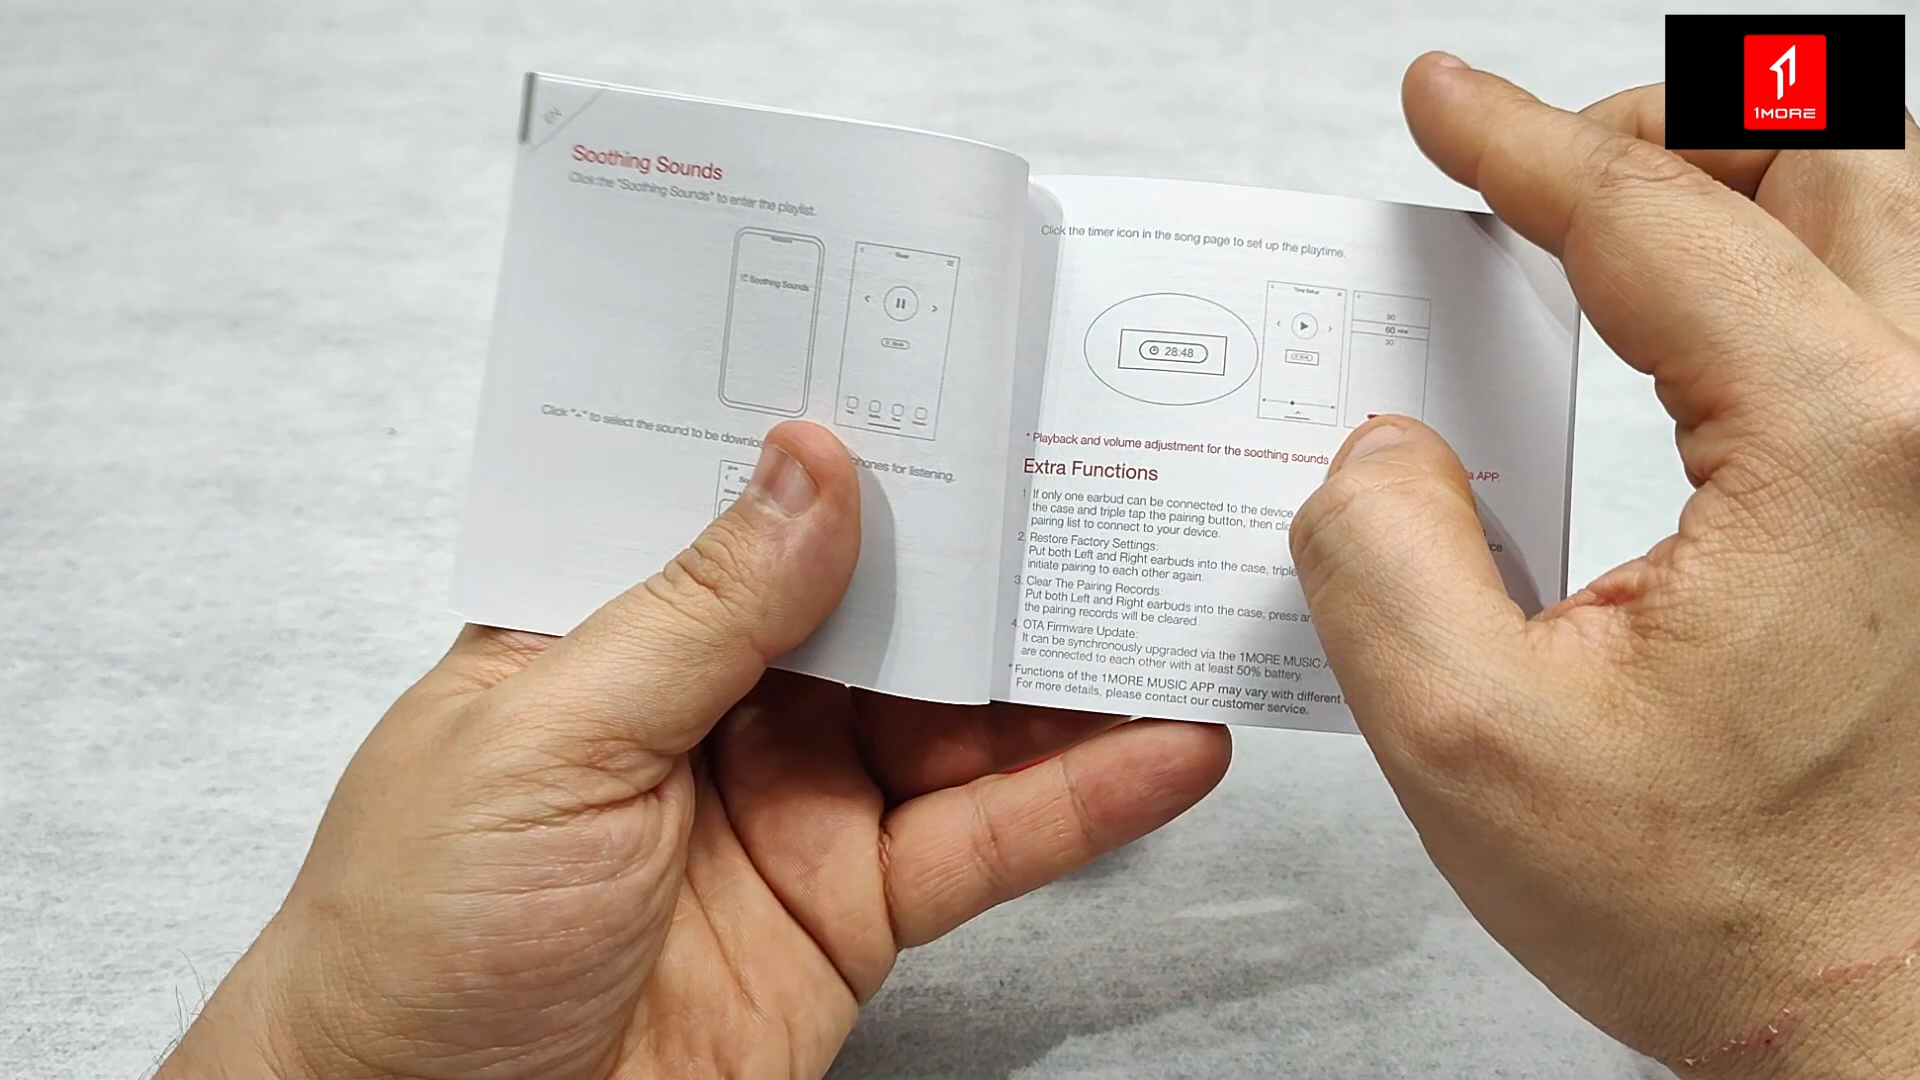 1MORE
EN
Soothing Sounds
Click the "Soothing Sounds" to enter the playlist.
Soothing Sounds
Click "+" to select the sound to be
phones for listening.
Click the timer icon in the song page to set up the playtime.
28:48
Time Setup
90
60
30
* Playback and volume adjustment for the soothing sounds
APP.
Extra Functions
1. If only one earbud can be connected to the device,
the case and triple tap the pairing button, then
pairing list to connect to your device.
2. Restore Factory Settings:
Put both Left and Right earbuds into the case, triple
initiate pairing to each other again.
3. Clear The Pairing Records:
Put both Left and Right earbuds into the case, press
the pairing records will be cleared.
4. OTA Firmware Update:
It can be synchronously upgraded via the 1MORE MUSIC
are connected to each other with at least 50% battery.
* Functions of the 1MORE MUSIC APP may vary with different
For more details, please contact our customer service.